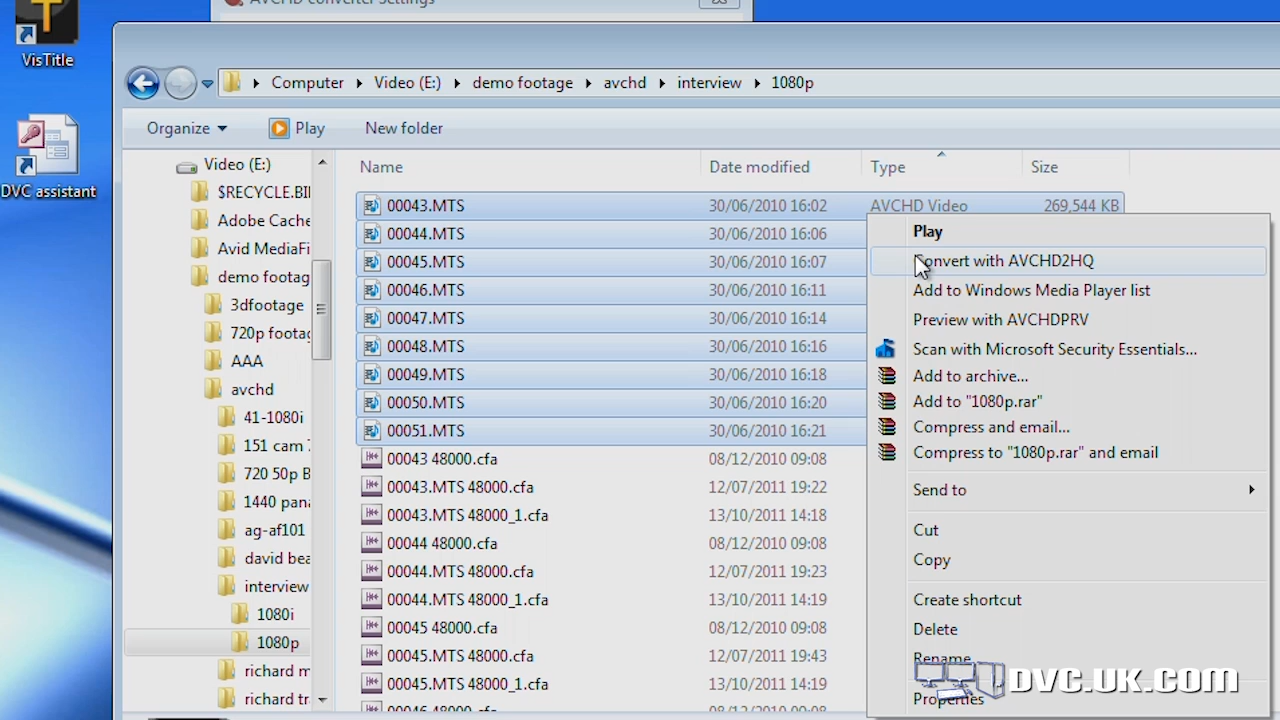 AVCHD converter Settings
VisTitle
Computer Video (E:) demo footage avchd interview 1080p
Organize Play New folder
DVC assistant
Video (E:)
$RECYCLE.BI
Adobe Cache
Avid MediaFi
demo footag
3dfootage
720p footag
AAA
avchd
41-1080i
151 cam
720 50p B
1440 pana
ag-af101
david bea
interview
1080i
1080p
richard m
richard tr
Name Date modified Type Size
00043.MTS 30/06/2010 16:02 AVCHD Video 269,544 KB
00044.MTS 30/06/2010 16:06
00045.MTS 30/06/2010 16:07
00046.MTS 30/06/2010 16:11
00047.MTS 30/06/2010 16:14
00048.MTS 30/06/2010 16:16
00049.MTS 30/06/2010 16:18
00050.MTS 30/06/2010 16:20
00051.MTS 30/06/2010 16:21
00043 48000.cfa 08/12/2010 09:08
00043.MTS 48000.cfa 12/07/2011 19:22
00043.MTS 48000_1.cfa 13/10/2011 14:18
00044 48000.cfa 08/12/2010 09:08
00044.MTS 48000.cfa 12/07/2011 19:23
00044.MTS 48000_1.cfa 13/10/2011 14:19
00045 48000.cfa 08/12/2010 09:08
00045.MTS 48000.cfa 12/07/2011 19:43
00045.MTS 48000_1.cfa 13/10/2011 14:19
00046 48000.cfa 08/12/2010 09:08
Play
Convert with AVCHD2HQ
Add to Windows Media Player list
Preview with AVCHDPRV
Scan with Microsoft Security Essentials...
Add to archive...
Add to "1080p.rar"
Compress and email...
Compress to "1080p.rar" and email
Send to
Cut
Copy
Create shortcut
Delete
Rename
Properties
DVC.UK.COM